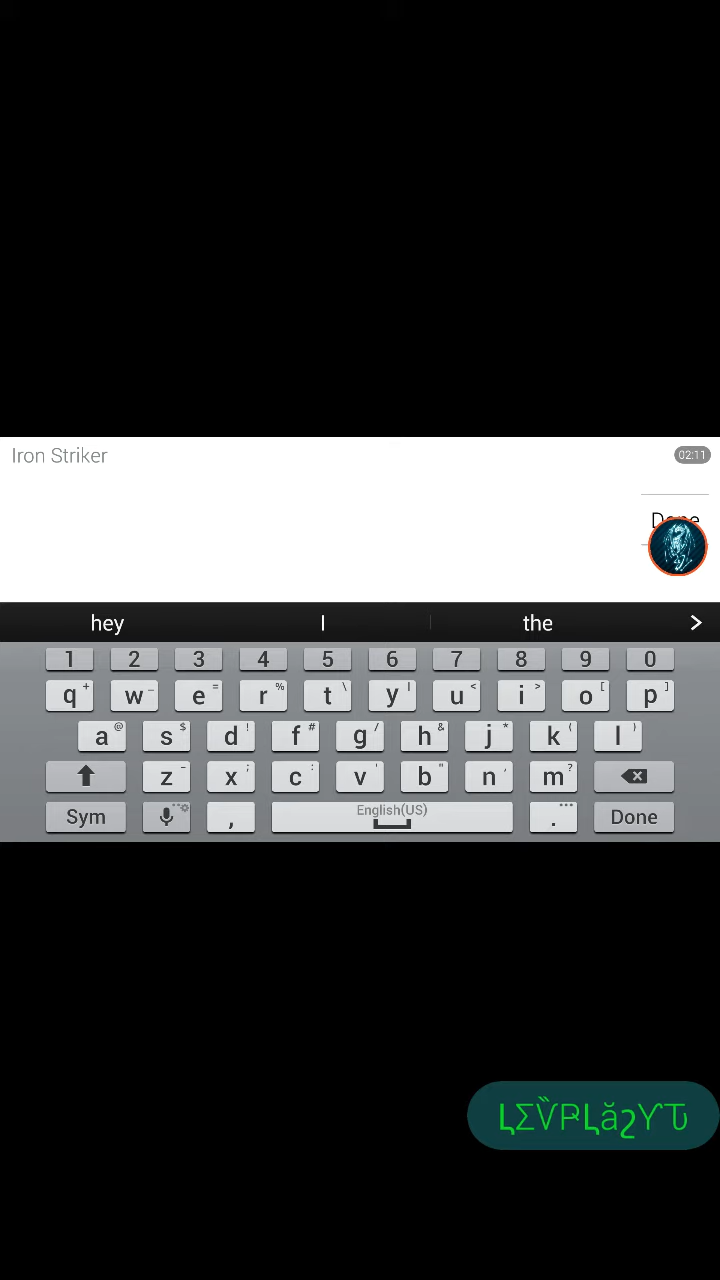 Iron Striker
02:11
Done
hey I the >
1 2 3 4 5 6 7 8 9 0
q + w _ e = r % t \ y | u < i > o [ p ]
a @ s $ d ! f # g / h & j * k ( l )
z - x ; c : v ' b " n , m ?
Sym , English(US) . ... Done